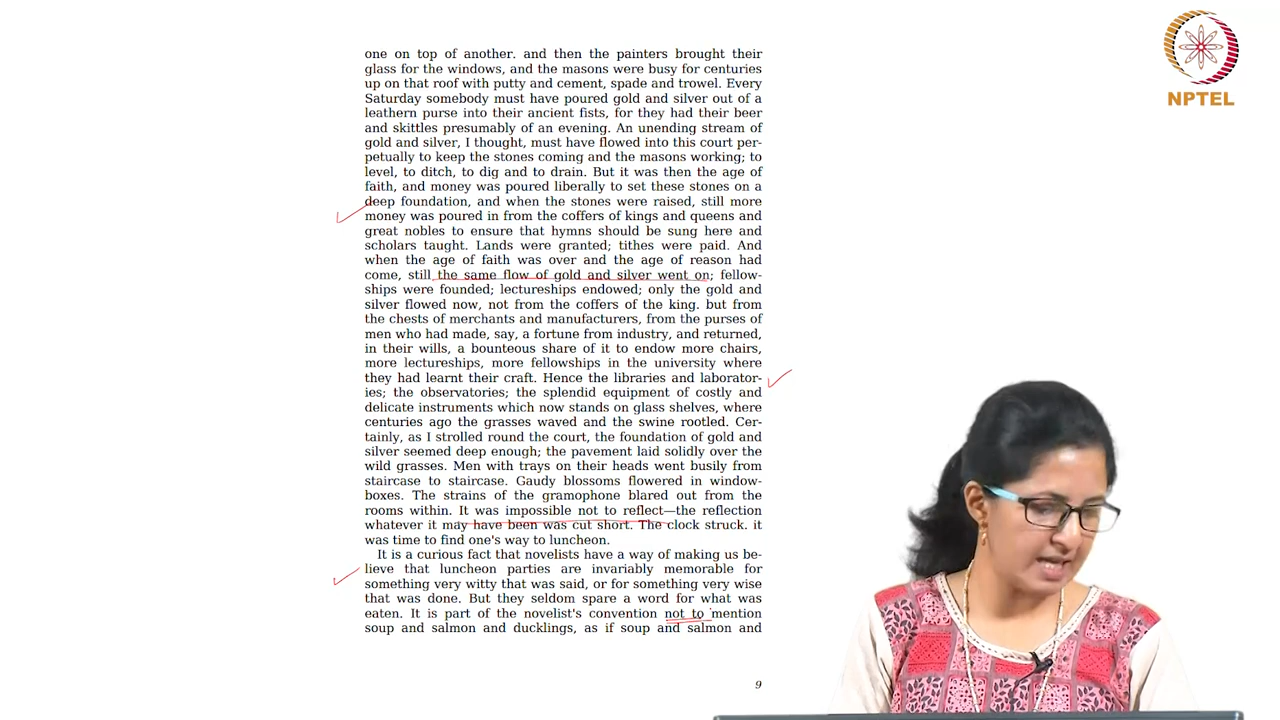 one on top of another. and then the painters brought their
glass for the windows, and the masons were busy for centuries
up on that roof with putty and cement, spade and trowel. Every
Saturday somebody must have poured gold and silver out of a
leathern purse into their ancient fists, for they had their beer
and skittles presumably of an evening. An unending stream of
gold and silver, I thought, must have flowed into this court per-
petually to keep the stones coming and the masons working; to
level, to ditch, to dig and to drain. But it was then the age of
faith, and money was poured liberally to set these stones on a
deep foundation, and when the stones were raised, still more
money was poured in from the coffers of kings and queens and
great nobles to ensure that hymns should be sung here and
scholars taught. Lands were granted; tithes were paid. And
when the age of faith was over and the age of reason had
come, still the same flow of gold and silver went on; fellow-
ships were founded; lectureships endowed; only the gold and
silver flowed now, not from the coffers of the king. but from
the chests of merchants and manufacturers, from the purses of
men who had made, say, a fortune from industry, and returned,
in their wills, a bounteous share of it to endow more chairs,
more lectureships, more fellowships in the university where
they had learnt their craft. Hence the libraries and laborator-
ies; the observatories; the splendid equipment of costly and
delicate instruments which now stands on glass shelves, where
centuries ago the grasses waved and the swine rootled. Cer-
tainly, as I strolled round the court, the foundation of gold and
silver seemed deep enough; the pavement laid solidly over the
wild grasses. Men with trays on their heads went busily from
staircase to staircase. Gaudy blossoms flowered in window-
boxes. The strains of the gramophone blared out from the
rooms within. It was impossible not to reflect—the reflection
whatever it may have been was cut short. The clock struck. it
was time to find one's way to luncheon.
It is a curious fact that novelists have a way of making us be-
lieve that luncheon parties are invariably memorable for
something very witty that was said, or for something very wise
that was done. But they seldom spare a word for what was
eaten. It is part of the novelist's convention not to mention
soup and salmon and ducklings, as if soup and salmon and
9
NPTEL